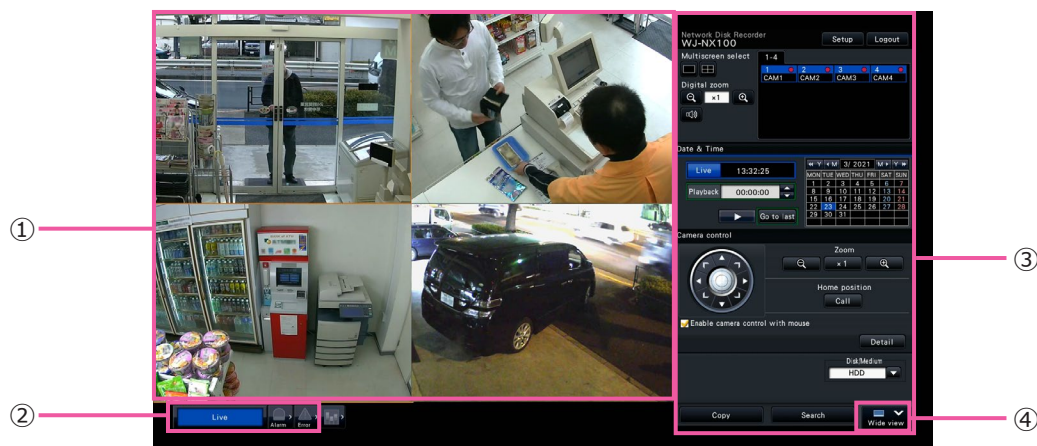 ①
②
③
④
Network Disk Recorder
WJ-NX100
Setup
Logout
Multiscreen select
1-4
1 2 3 4
CAM1 CAM2 CAM3 CAM4
Digital zoom
×1
Date & Time
Live 13:32:25
Playback 00:00:00
Go to last
Y M 3/ 2021 M Y
MON TUE WED THU FRI SAT SUN
1 2 3 4 5 6 7
8 9 10 11 12 13 14
15 16 17 18 19 20 21
22 23 24 25 26 27 28
29 30 31
Camera control
Zoom
×1
Home position
Call
Enable camera control with mouse
Detail
Disk/Medium
HDD
Copy
Search
Wide view
Live
Alarm
Error